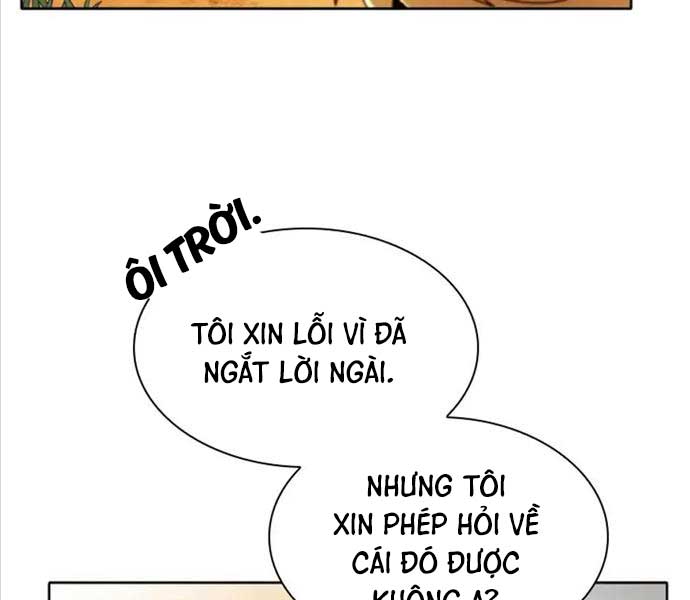 ÔI TRỜI.
TÔI XIN LỖI VÌ ĐÃ
NGẮT LỜI NGÀI.
NHƯNG TÔI
XIN PHÉP HỎI VỀ
CÁI ĐÓ ĐƯỢC
KHÔNG Ạ?